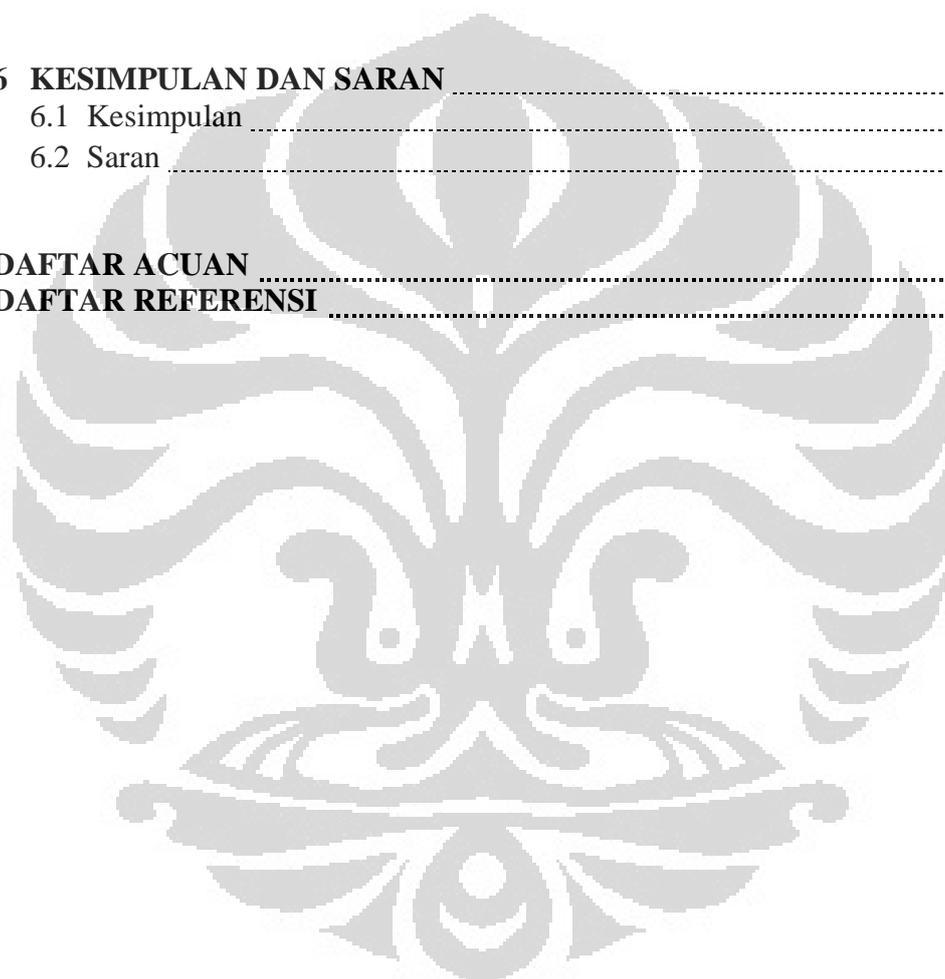 6 KESIMPULAN DAN SARAN
6.1 Kesimpulan
6.2 Saran
DAFTAR ACUAN
DAFTAR REFERENSI